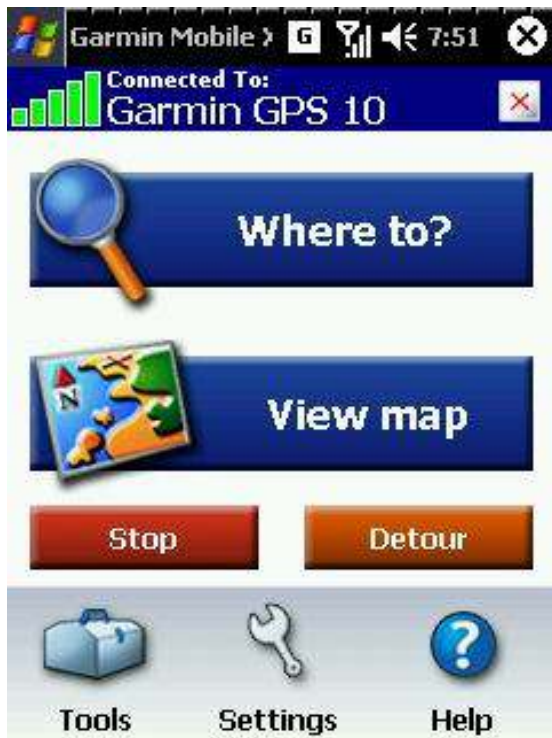 Garmin Mobile X G 7:51
Connected To:
Garmin GPS 10
Where to?
N
View map
Stop Detour
Tools Settings Help